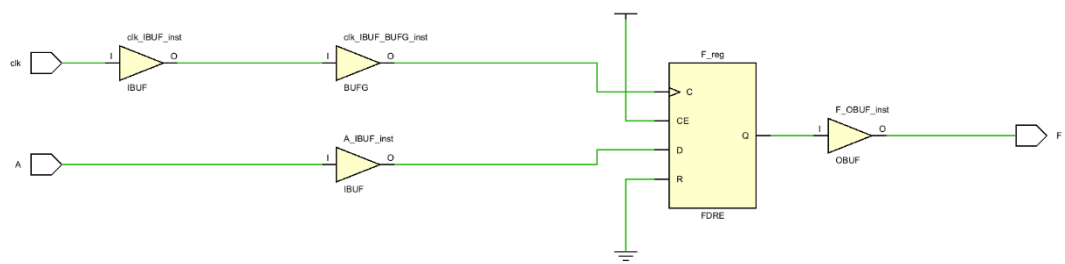 clk_IBUF_inst
clk_IBUF_BUFG_inst
F_reg
clk
I
O
I
O
IBUF
BUFG
C
F_OBUF_inst
CE
A_IBUF_inst
Q
I
O
F
D
OBUF
A
I
O
R
IBUF
FDRE